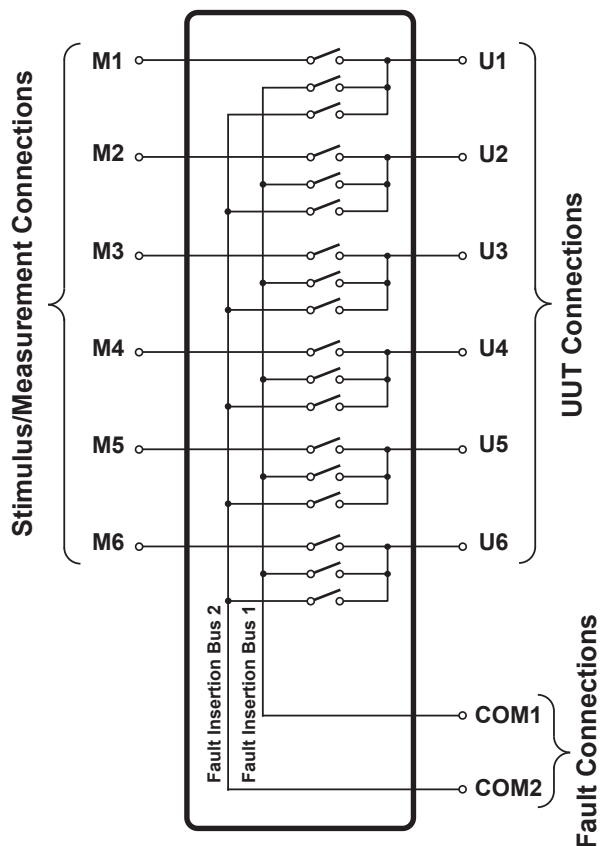 Stimulus/Measurement Connections
M1
U1
M2
U2
M3
U3
M4
U4
M5
U5
M6
U6
UUT Connections
Fault Insertion Bus 2
Fault Insertion Bus 1
COM1
COM2
Fault Connections